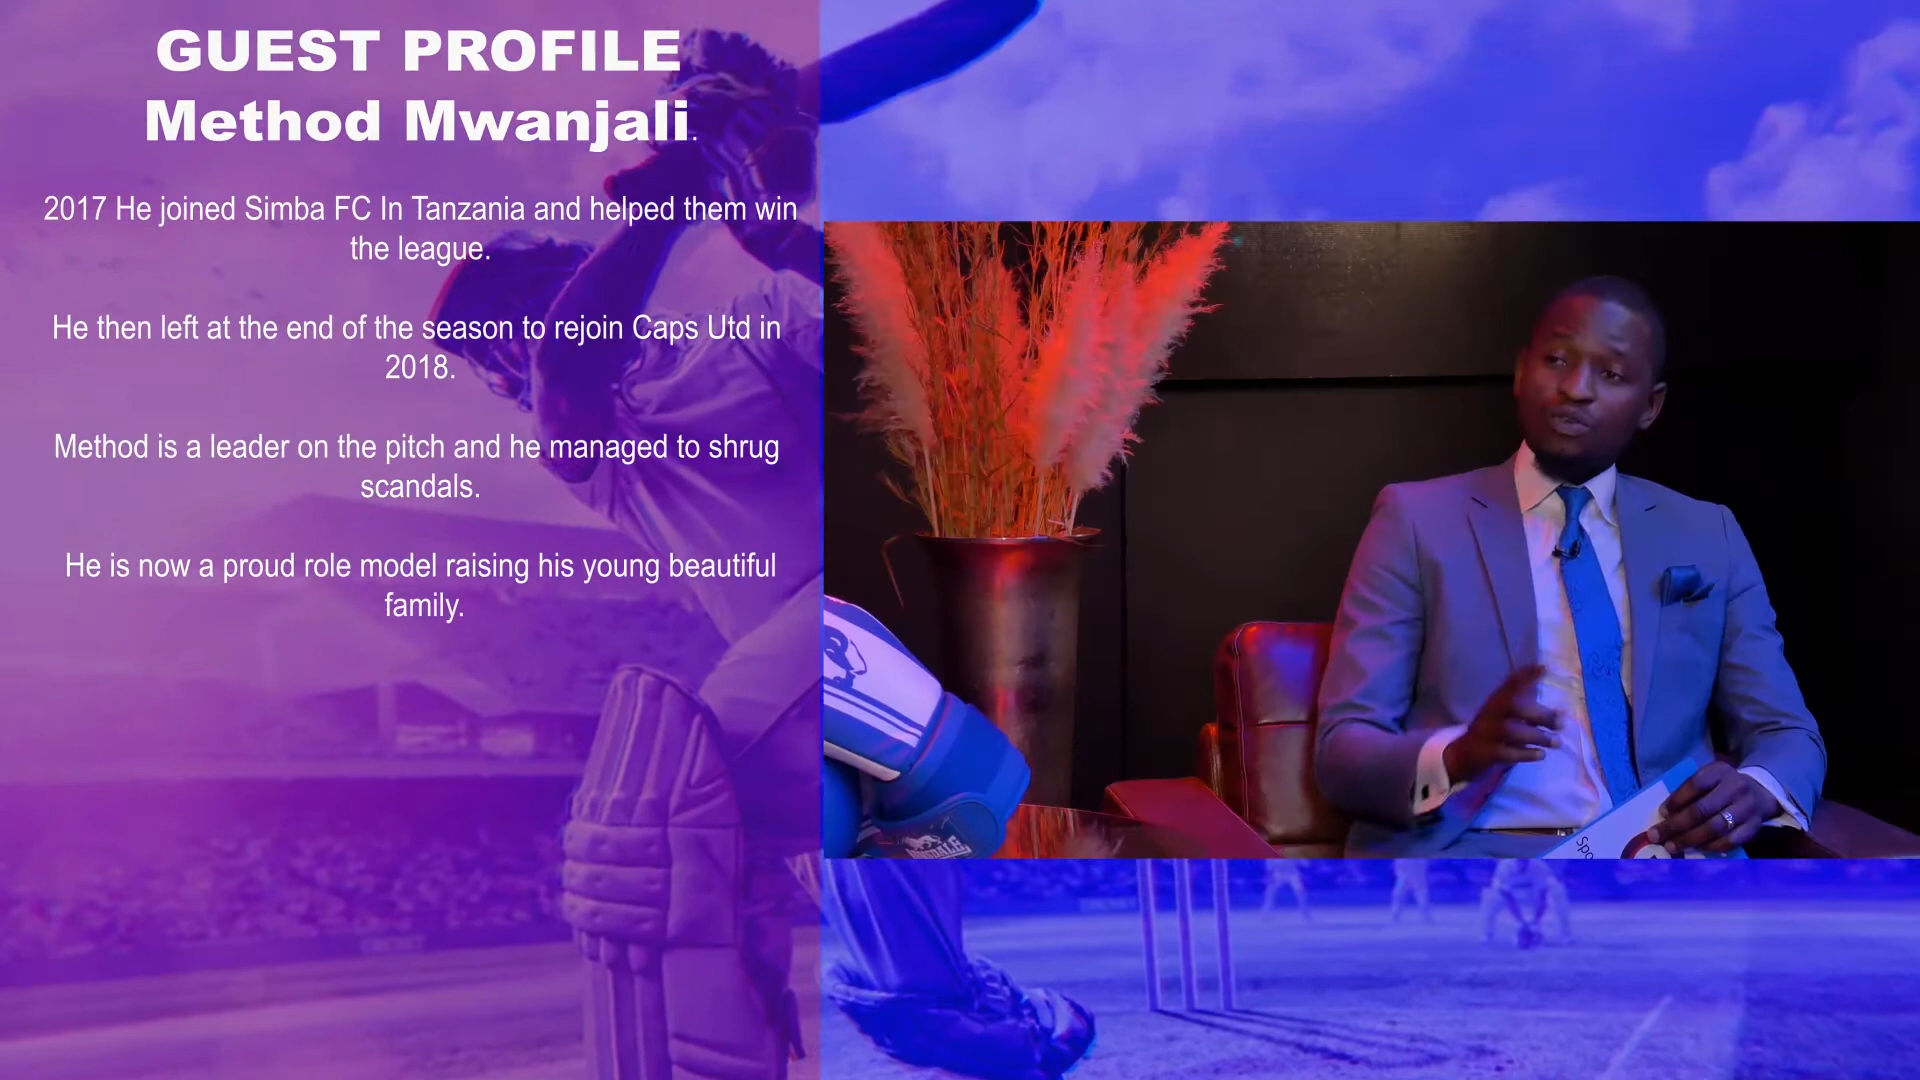 GUEST PROFILE
Method Mwanjali.
2017 He joined Simba FC In Tanzania and helped them win
the league.
He then left at the end of the season to rejoin Caps Utd in
2018.
Method is a leader on the pitch and he managed to shrug
scandals.
He is now a proud role model raising his young beautiful
family.
LONSDALE
Spo